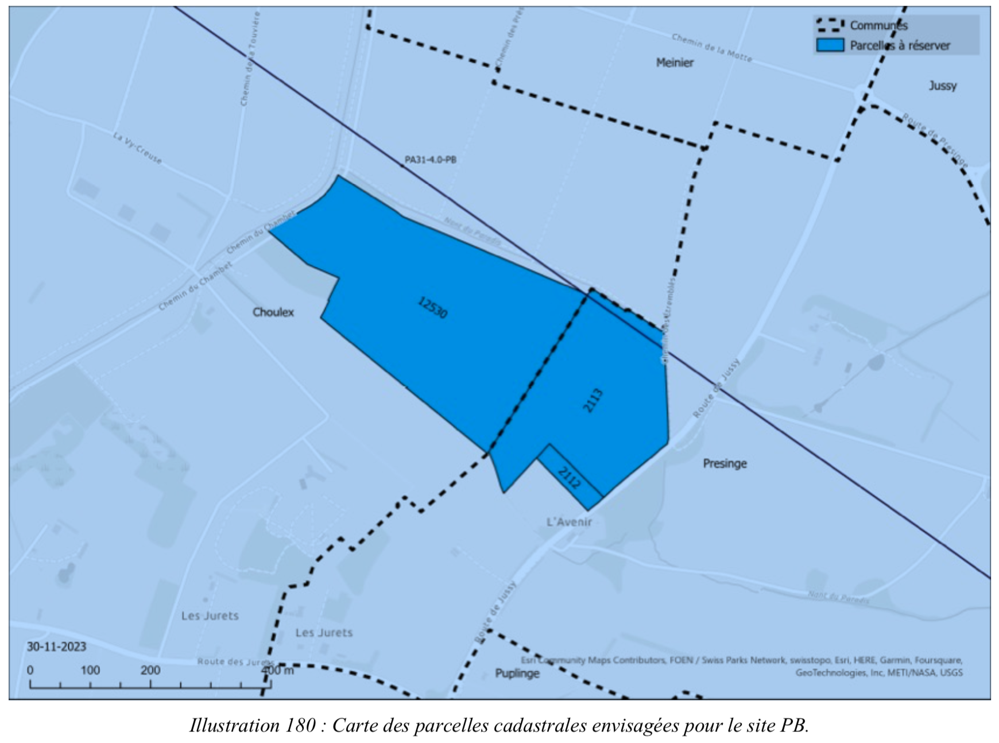 Communes
Parcelles à réserver
Chemin de la Touvière
Chemin des Prés
Chemin de la Motte
Meinier
Jussy
Route de Presinge
La Vy-Creuse
PA31-4.0-PB
Chemin du Chambet
Nant du Paradis
Chemin du Chambet
Choulex
12530
2113
2112
Route de Jussy
Presinge
L'Avenir
Route de Jussy
Nant du Paradis
Les Jurets
Les Jurets
30-11-2023
Route des Jurets
0 100 200 400 m
Puplinge
Esri Community Maps Contributors, FOEN / Swiss Parks Network, swisstopo, Esri, HERE, Garmin, Foursquare,
GeoTechnologies, Inc, METI/NASA, USGS
Illustration 180 : Carte des parcelles cadastrales envisagées pour le site PB.